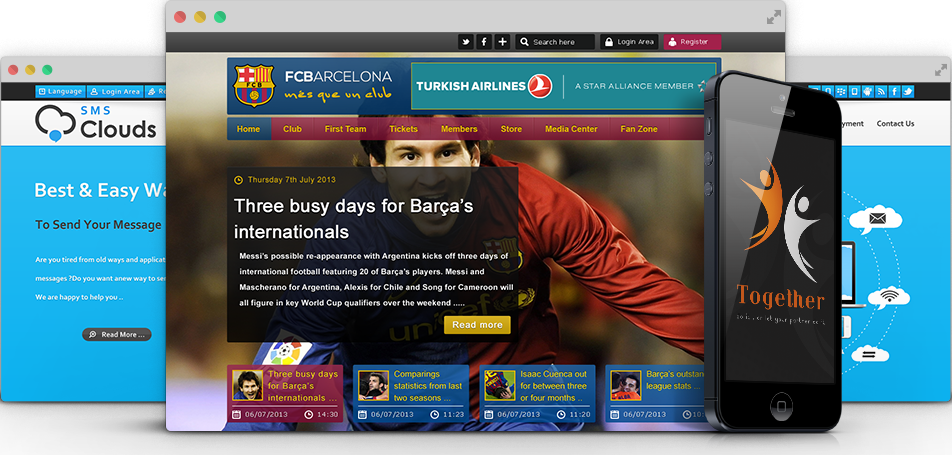 Search here
Login Area
Register
Language
Login Area
SMS
Clouds
Best & Easy Wa
To Send Your Message
Are you tired from old ways and applicat
messages ?Do you want anew way to se
We are happy to help you ..
Read More ...
FCBARCELONA
més que un club
TURKISH AIRLINES
A STAR ALLIANCE MEMBER
FCB
Home
Club
First Team
Tickets
Members
Store
Media Center
Fan Zone
Thursday 7th July 2013
Three busy days for Barça's
internationals
Messi's possible re-appearance with Argentina kicks off three days of
international football featuring 20 of Barça's players. Messi and
Mascherano for Argentina, Alexis for Chile and Song for Cameroon will
all figure in key World Cup qualifiers over the weekend .....
Read more
unicef
Three busy days
for Barça's
internationals ...
06/07/2013
14:30
Comparings
statistics from last
two seasons ...
06/07/2013
11:23
Isaac Cuenca out
for between three
or four months ..
06/07/2013
11:20
Barça's outstan
league stats ..
06/07/2013
yment
Contact Us
Together